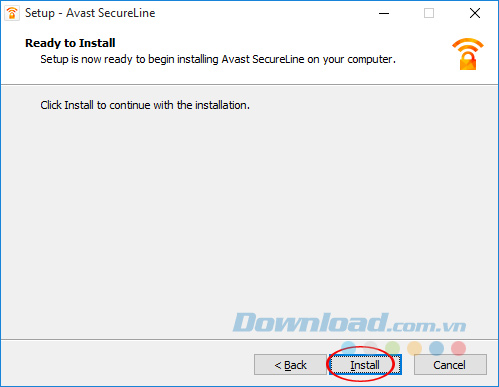 Setup - Avast SecureLine
Ready to Install
Setup is now ready to begin installing Avast SecureLine on your computer.
Click Install to continue with the installation.
Download.com.vn
< Back Install Cancel